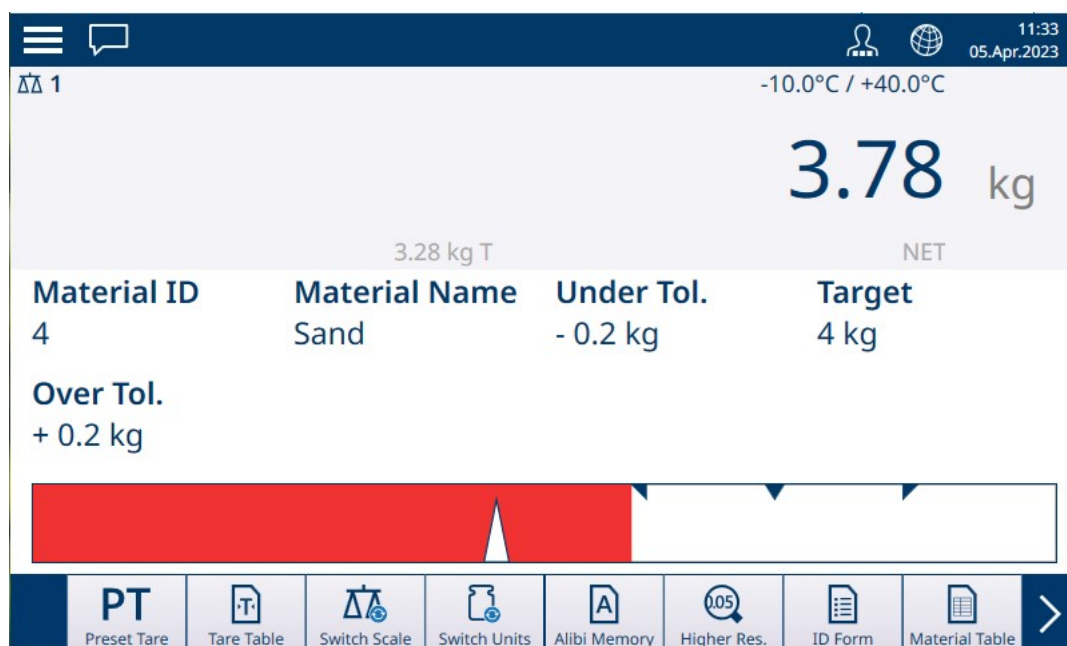 11:33
05.Apr.2023
1
-10.0°C / +40.0°C
3.78 kg
3.28 kg T NET
Material ID Material Name Under Tol. Target
4 Sand - 0.2 kg 4 kg
Over Tol.
+ 0.2 kg
PT T A 0.05
Preset Tare Tare Table Switch Scale Switch Units Alibi Memory Higher Res. ID Form Material Table